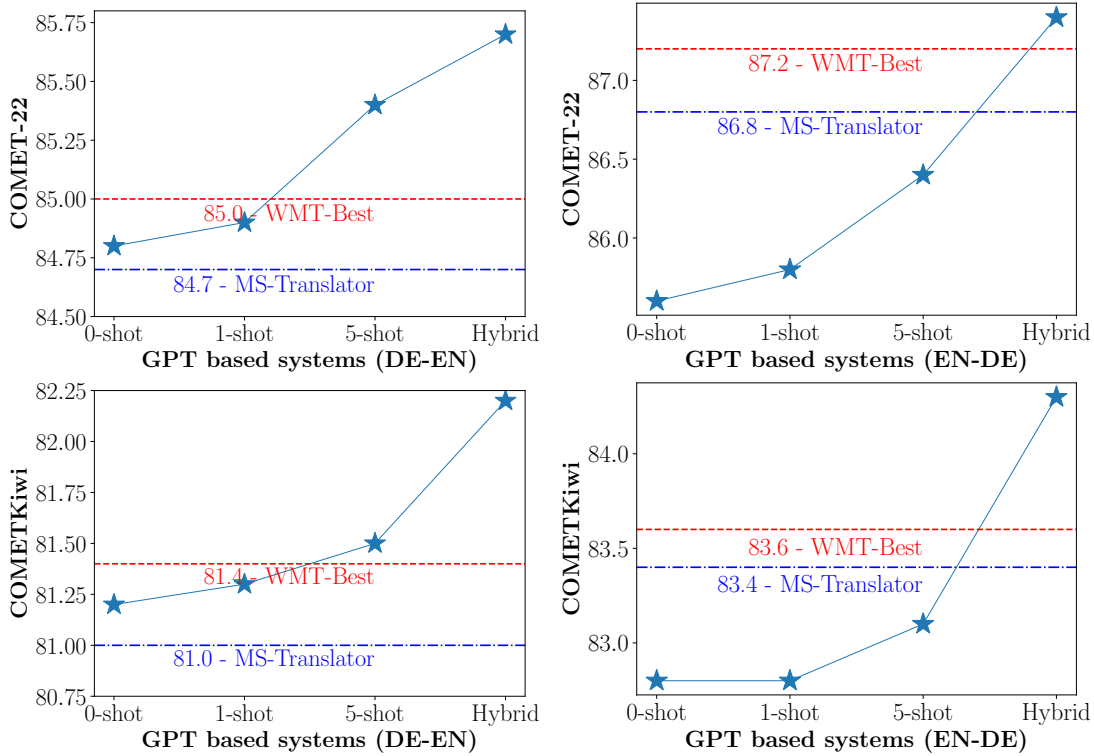 85.75
85.50
85.25
85.00
84.75
84.50
COMET-22
85.0 - WMT-Best
84.7 - MS-Translator
0-shot 1-shot 5-shot Hybrid
GPT based systems (DE-EN)
87.0
86.5
86.0
COMET-22
87.2 - WMT-Best
86.8 - MS-Translator
0-shot 1-shot 5-shot Hybrid
GPT based systems (EN-DE)
82.25
82.00
81.75
81.50
81.25
81.00
80.75
COMETKiwi
81.4 - WMT-Best
81.0 - MS-Translator
0-shot 1-shot 5-shot Hybrid
GPT based systems (DE-EN)
84.0
83.5
83.0
COMETKiwi
83.6 - WMT-Best
83.4 - MS-Translator
0-shot 1-shot 5-shot Hybrid
GPT based systems (EN-DE)